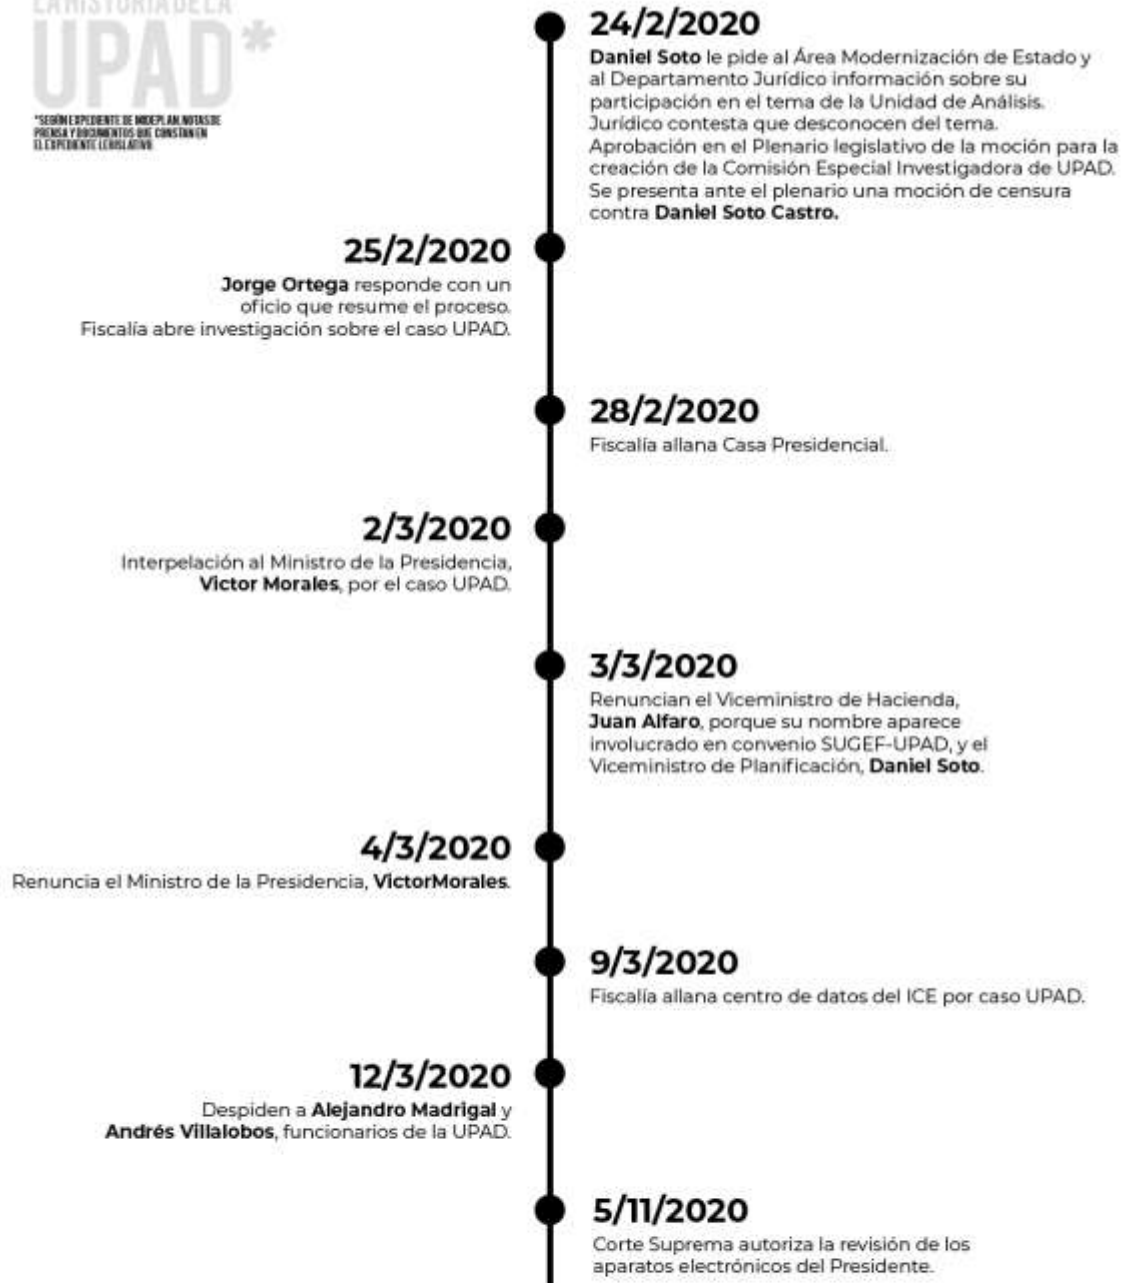 LA HISTORIA DE LA
UPAD*
*SEGÚN EXPEDIENTE DE MIDEPLAN, NOTAS DE
PRENSA Y DOCUMENTOS QUE CONSTAN EN
EL EXPEDIENTE LEGISLATIVO
24/2/2020
Daniel Soto le pide al Área Modernización de Estado y
al Departamento Jurídico información sobre su
participación en el tema de la Unidad de Análisis.
Jurídico contesta que desconocen del tema.
Aprobación en el Plenario legislativo de la moción para la
creación de la Comisión Especial Investigadora de UPAD.
Se presenta ante el plenario una moción de censura
contra Daniel Soto Castro.
25/2/2020
Jorge Ortega responde con un
oficio que resume el proceso.
Fiscalía abre investigación sobre el caso UPAD.
28/2/2020
Fiscalía allana Casa Presidencial.
2/3/2020
Interpelación al Ministro de la Presidencia,
Victor Morales, por el caso UPAD.
3/3/2020
Renuncian el Viceministro de Hacienda,
Juan Alfaro, porque su nombre aparece
involucrado en convenio SUGEF-UPAD, y el
Viceministro de Planificación, Daniel Soto.
4/3/2020
Renuncia el Ministro de la Presidencia, VictorMorales.
9/3/2020
Fiscalía allana centro de datos del ICE por caso UPAD.
12/3/2020
Despiden a Alejandro Madrigal y
Andrés Villalobos, funcionarios de la UPAD.
5/11/2020
Corte Suprema autoriza la revisión de los
aparatos electrónicos del Presidente.